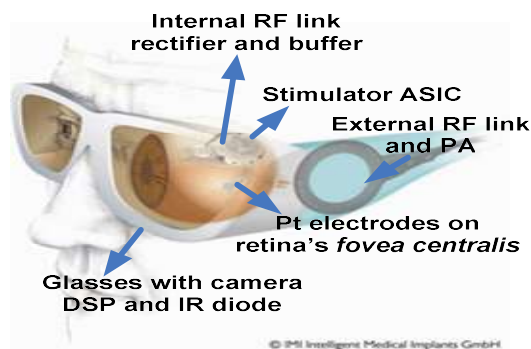 Internal RF link
rectifier and buffer
Stimulator ASIC
External RF link
and PA
Pt electrodes on
retina's fovea centralis
Glasses with camera
DSP and IR diode
© IMI Intelligent Medical Implants GmbH